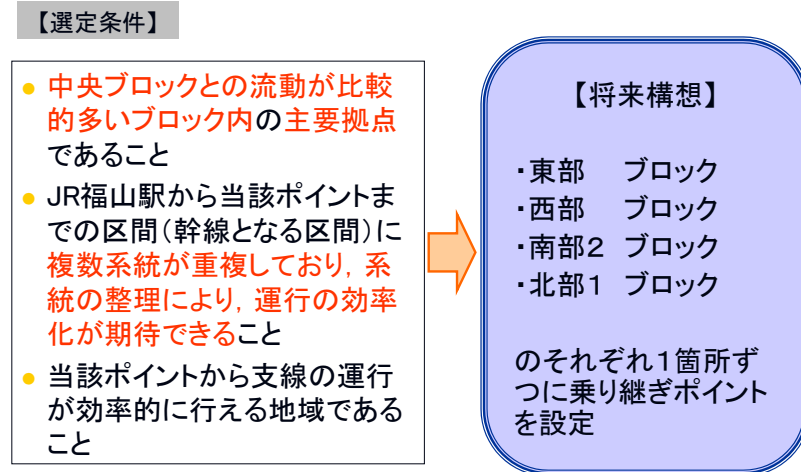 【選定条件】
● 中央ブロックとの流動が比較
的多いブロック内の主要拠点
であること
● JR福山駅から当該ポイントま
での区間（幹線となる区間）に
複数系統が重複しており，系
統の整理により，運行の効率
化が期待できること
● 当該ポイントから支線の運行
が効率的に行える地域である
こと
【将来構想】
・東部　ブロック
・西部　ブロック
・南部２　ブロック
・北部１　ブロック
のそれぞれ１箇所ず
つに乗り継ぎポイント
を設定